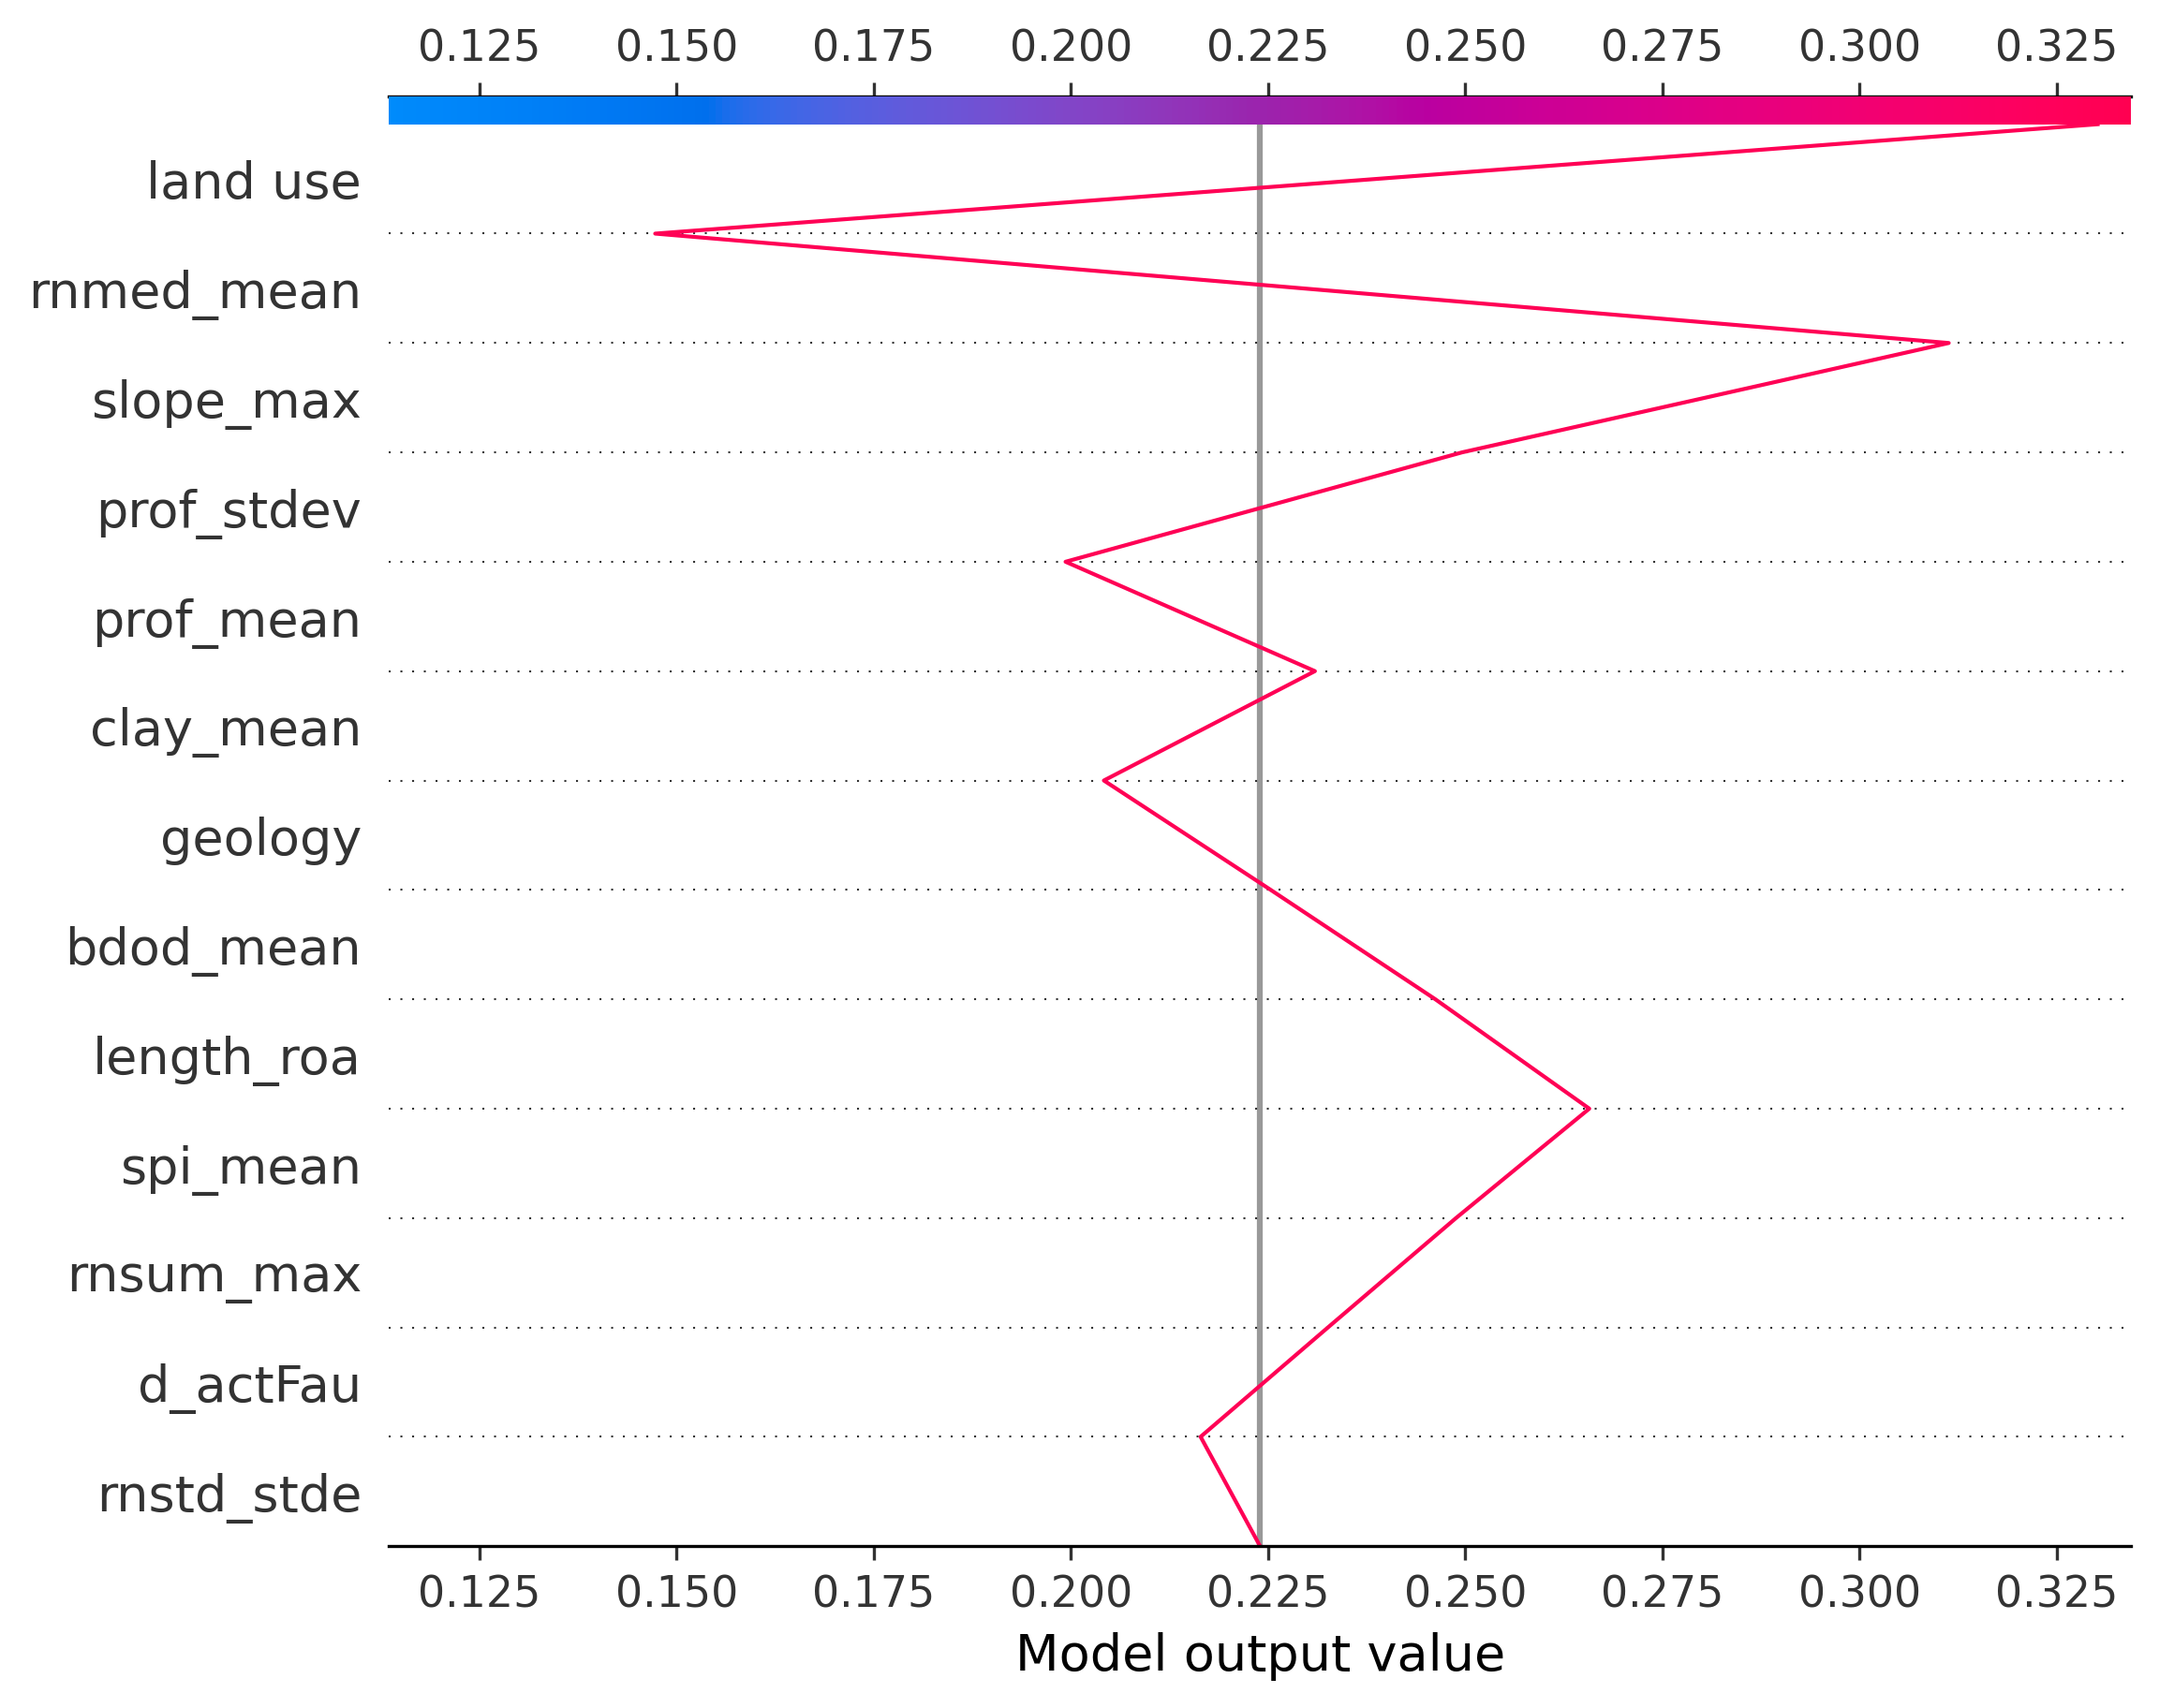 0.125 0.150 0.175 0.200 0.225 0.250 0.275 0.300 0.325
land use
rnmed_mean
slope_max
prof_stdev
prof_mean
clay_mean
geology
bdod_mean
length_roa
spi_mean
rnsum_max
d_actFau
rnstd_stde
0.125 0.150 0.175 0.200 0.225 0.250 0.275 0.300 0.325
Model output value